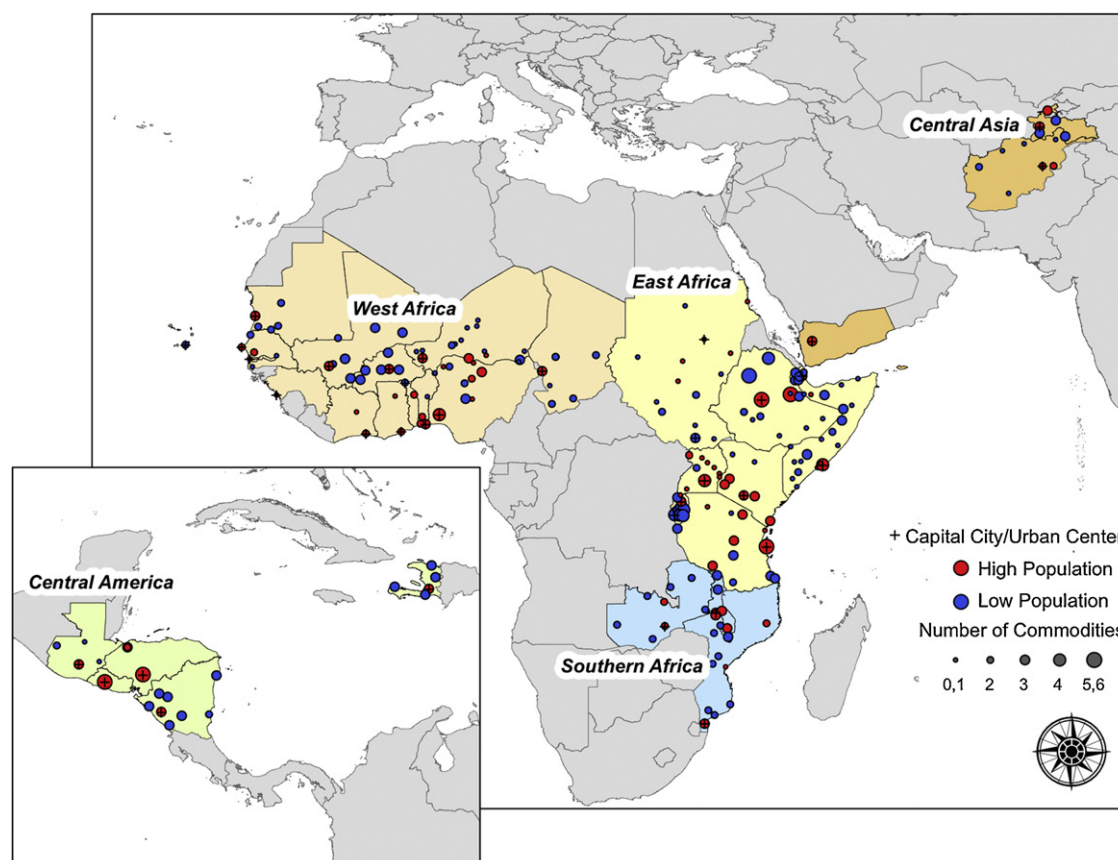 Central Asia
East Africa
West Africa
Central America
Southern Africa
+ Capital City/Urban Center
High Population
Low Population
Number of Commodities
0,1 2 3 4 5,6